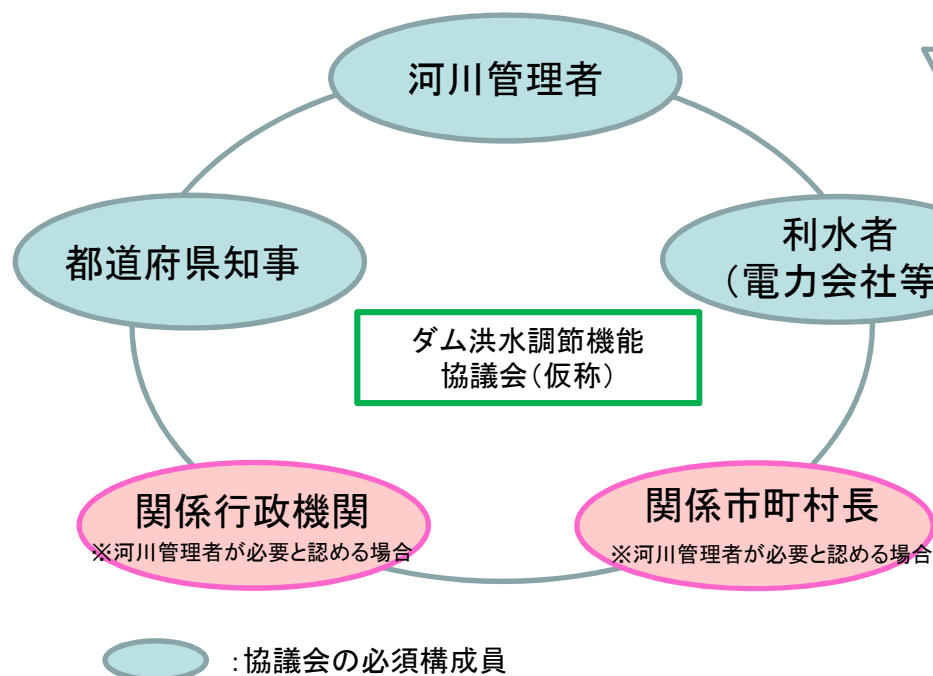 河川管理者
都道府県知事
利水者
（電力会社等
ダム洪水調節機能
協議会（仮称）
関係行政機関
※河川管理者が必要と認める場合
関係市町村長
※河川管理者が必要と認める場合
：協議会の必須構成員